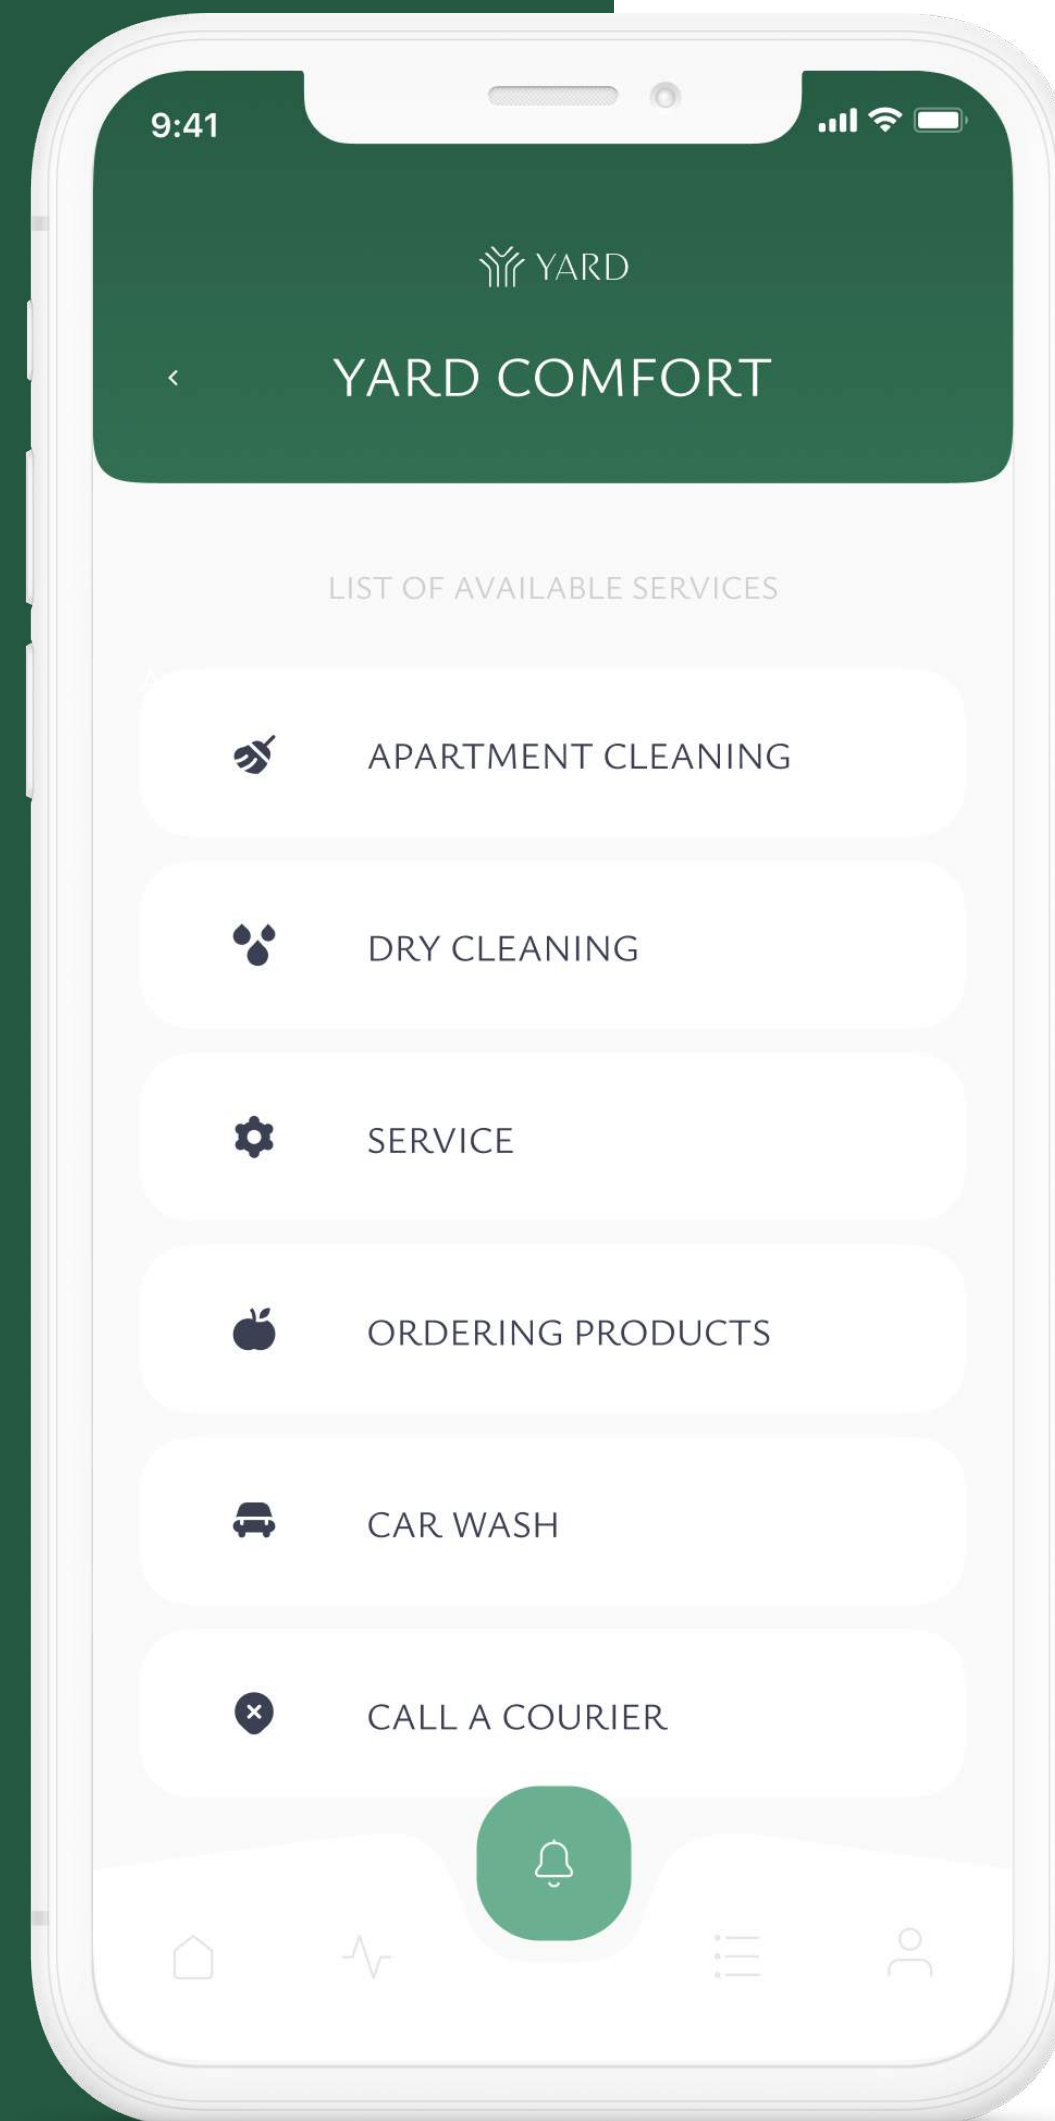 9:41
YARD
YARD COMFORT
LIST OF AVAILABLE SERVICES
APARTMENT CLEANING
DRY CLEANING
SERVICE
ORDERING PRODUCTS
CAR WASH
CALL A COURIER